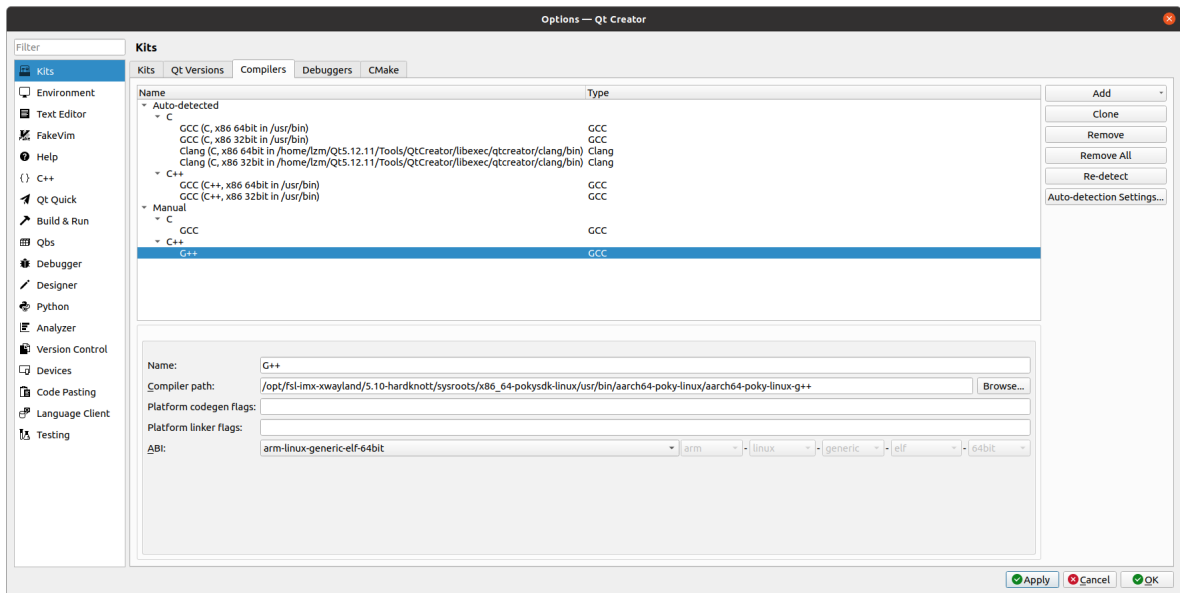 Options — Qt Creator
Filter
Kits
Kits
Environment
Text Editor
FakeVim
Help
{} C++
Qt Quick
Build & Run
Qbs
Debugger
Designer
Python
Analyzer
Version Control
Devices
Code Pasting
Language Client
Testing
Kits Qt Versions Compilers Debuggers CMake
Name Type
Auto-detected
C
GCC (C, x86 64bit in /usr/bin) GCC
GCC (C, x86 32bit in /usr/bin) GCC
Clang (C, x86 64bit in /home/lzm/Qt5.12.11/Tools/QtCreator/libexec/qtcreator/clang/bin) Clang
Clang (C, x86 32bit in /home/lzm/Qt5.12.11/Tools/QtCreator/libexec/qtcreator/clang/bin) Clang
C++
GCC (C++, x86 64bit in /usr/bin) GCC
GCC (C++, x86 32bit in /usr/bin) GCC
Manual
C
GCC GCC
C++
G++ GCC
Add
Clone
Remove
Remove All
Re-detect
Auto-detection Settings...
Name: G++
Compiler path: /opt/fsl-imx-xwayland/5.10-hardknott/sysroots/x86_64-pokysdk-linux/usr/bin/aarch64-poky-linux/aarch64-poky-linux-g++ Browse...
Platform codegen flags:
Platform linker flags:
ABI: arm-linux-generic-elf-64bit arm - linux - generic - elf - 64bit
Apply Cancel OK